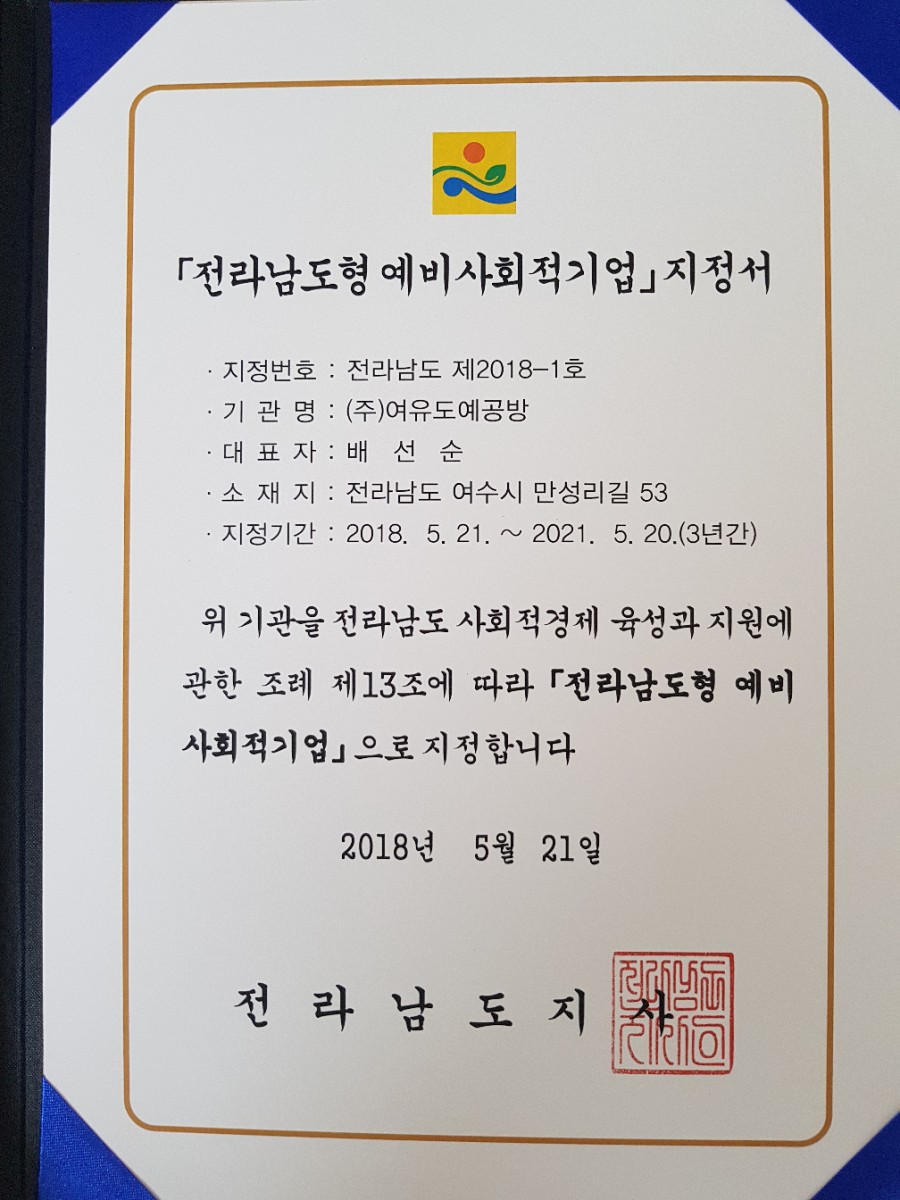 「전라남도형 예비사회적기업」지정서
· 지정번호 : 전라남도 제2018-1호
· 기 관 명 : (주)여유도예공방
· 대 표 자 : 배 선 순
· 소 재 지 : 전라남도 여수시 만성리길 53
· 지정기간 : 2018. 5. 21. ~ 2021. 5. 20.(3년간)
위 기관을 전라남도 사회적경제 육성과 지원에
관한 조례 제13조에 따라 「전라남도형 예비
사회적기업」으로 지정합니다
2018년 5월 21일
전 라 남 도 지 사